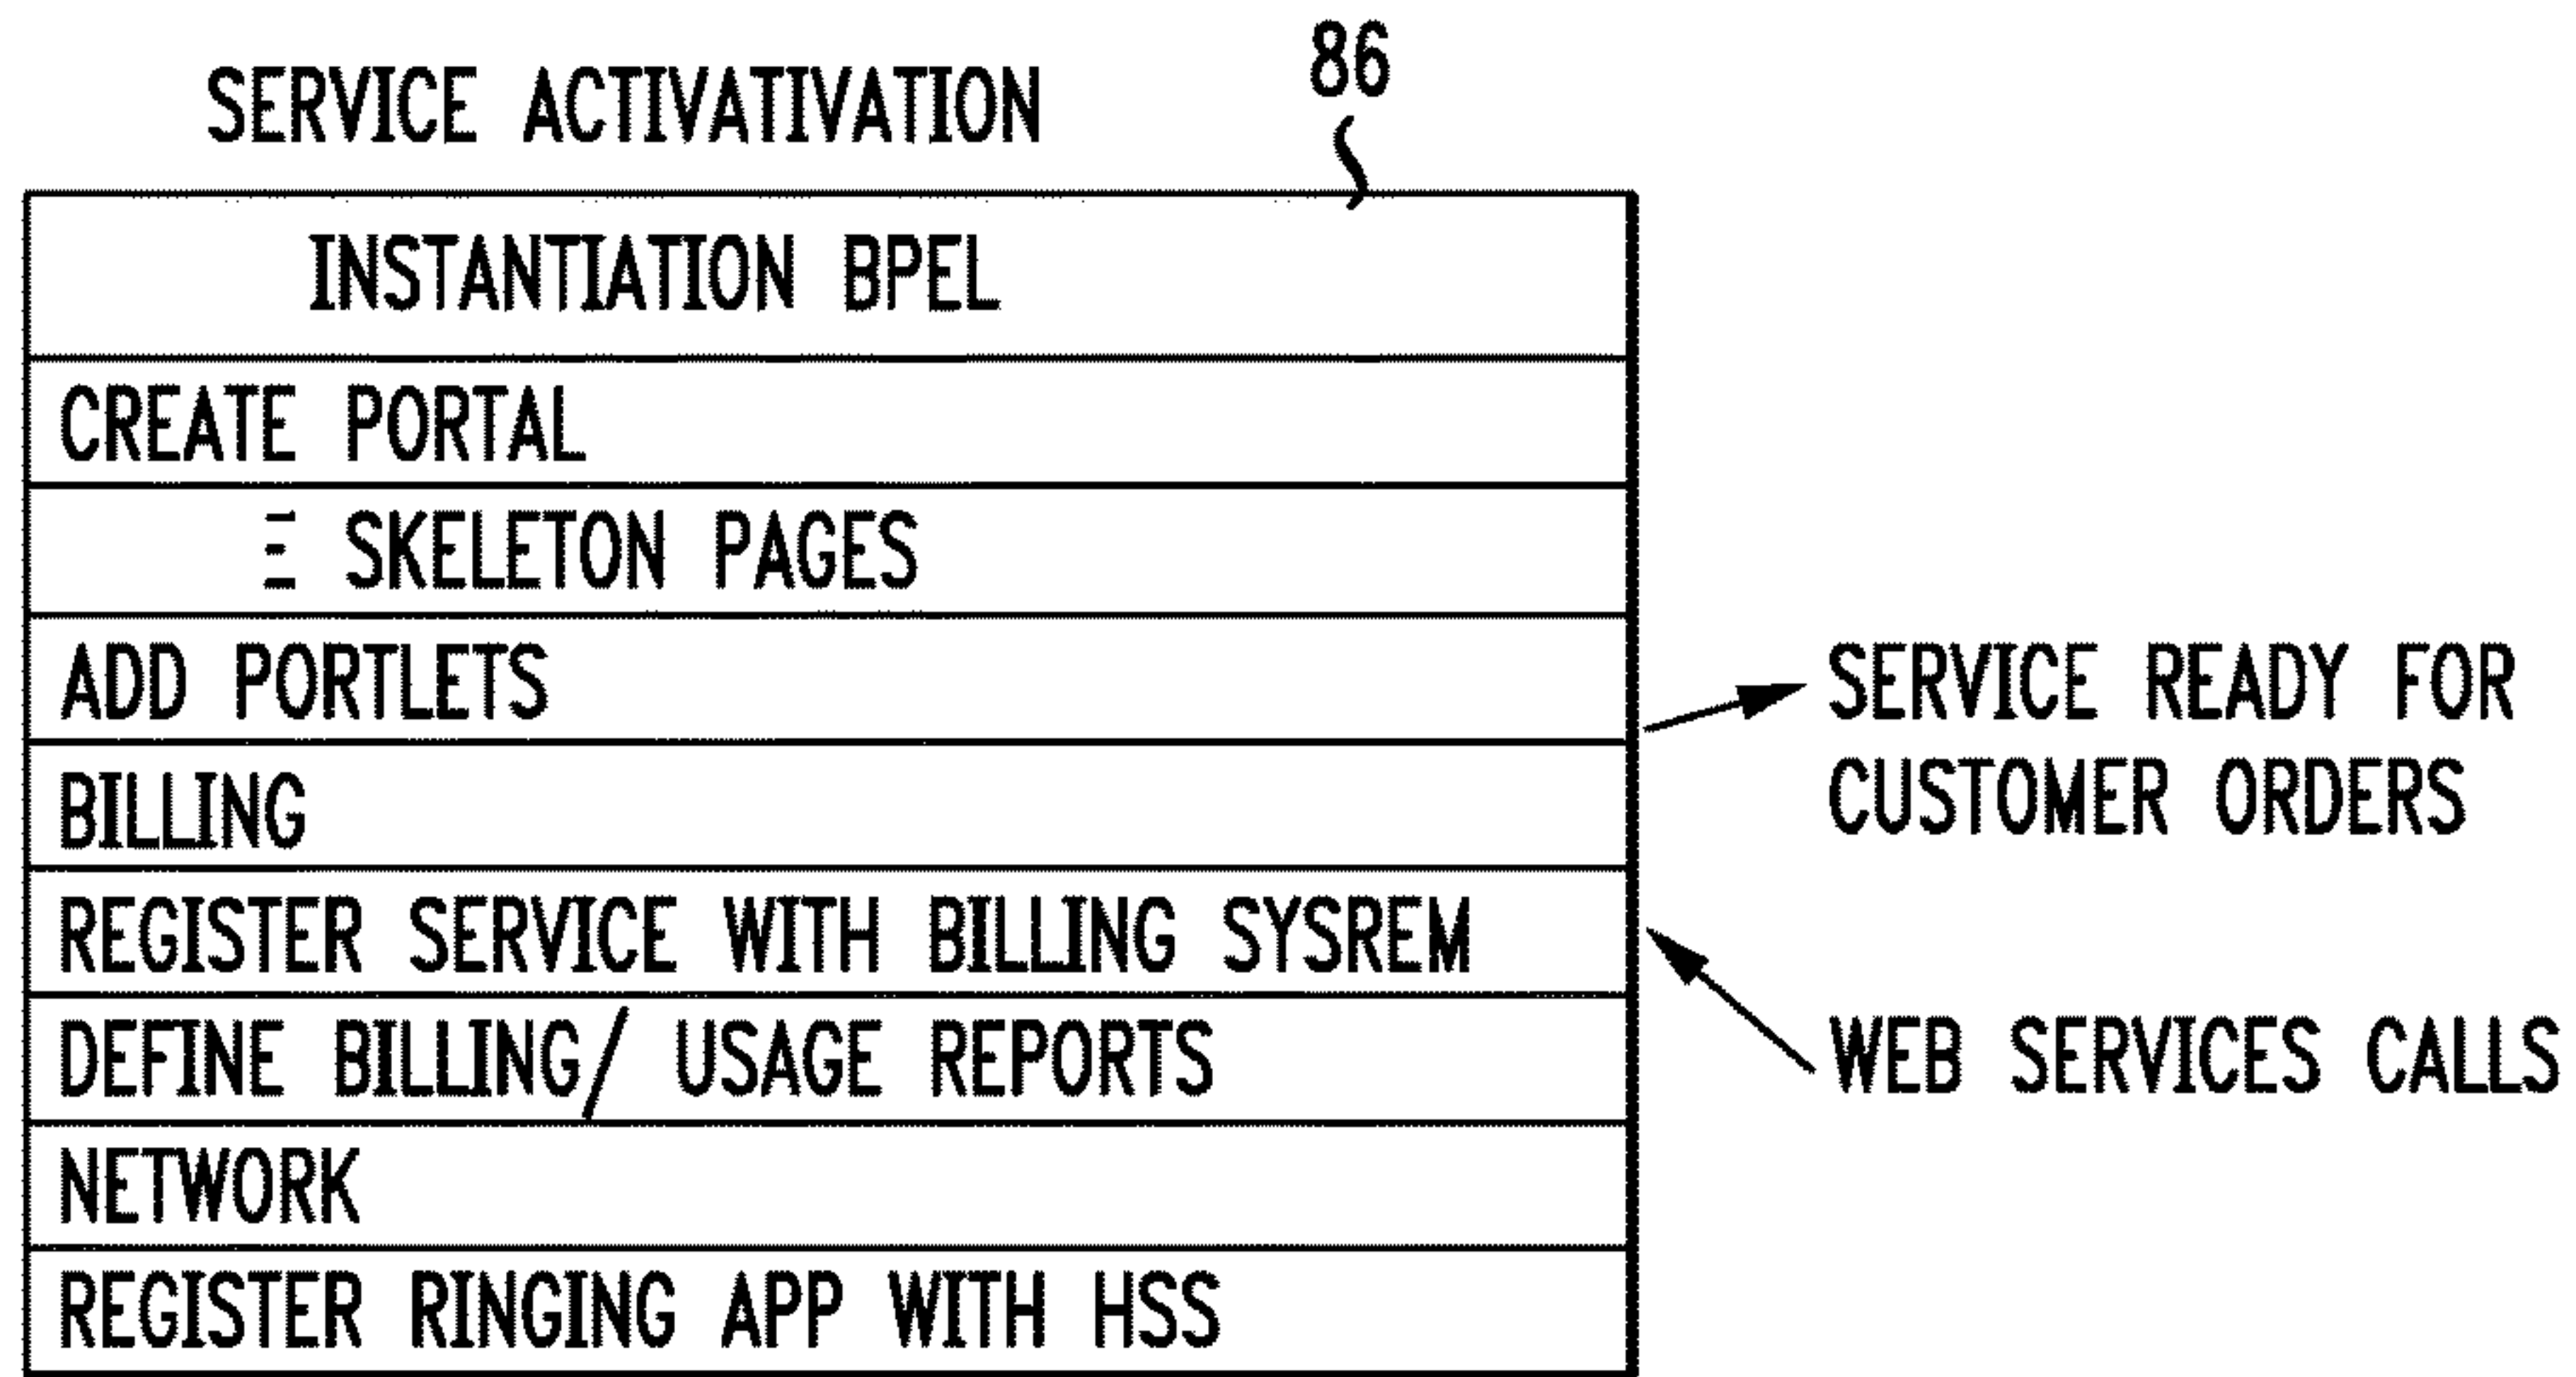 86
SERVICE ACTIVATIVATION
INSTANTIATION BPEL
CREATE PORTAL
SKELETON PAGES
ADD PORTLETS
BILLING
REGISTER SERVICE WITH BILLING SYSREM
DEFINE BILLING/ USAGE REPORTS
NETWORK
REGISTER RINGING APP WITH HSS
SERVICE READY FOR
CUSTOMER ORDERS
WEB SERVICES CALLS